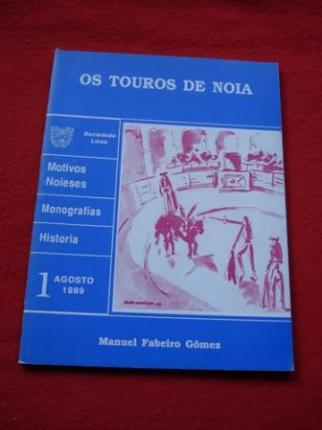 OS TOUROS DE NOIA
Sociedade
Liceo
Motivos
Noieses
Monografías
Historia
1 AGOSTO
1989
Manuel Fabeiro Gómez